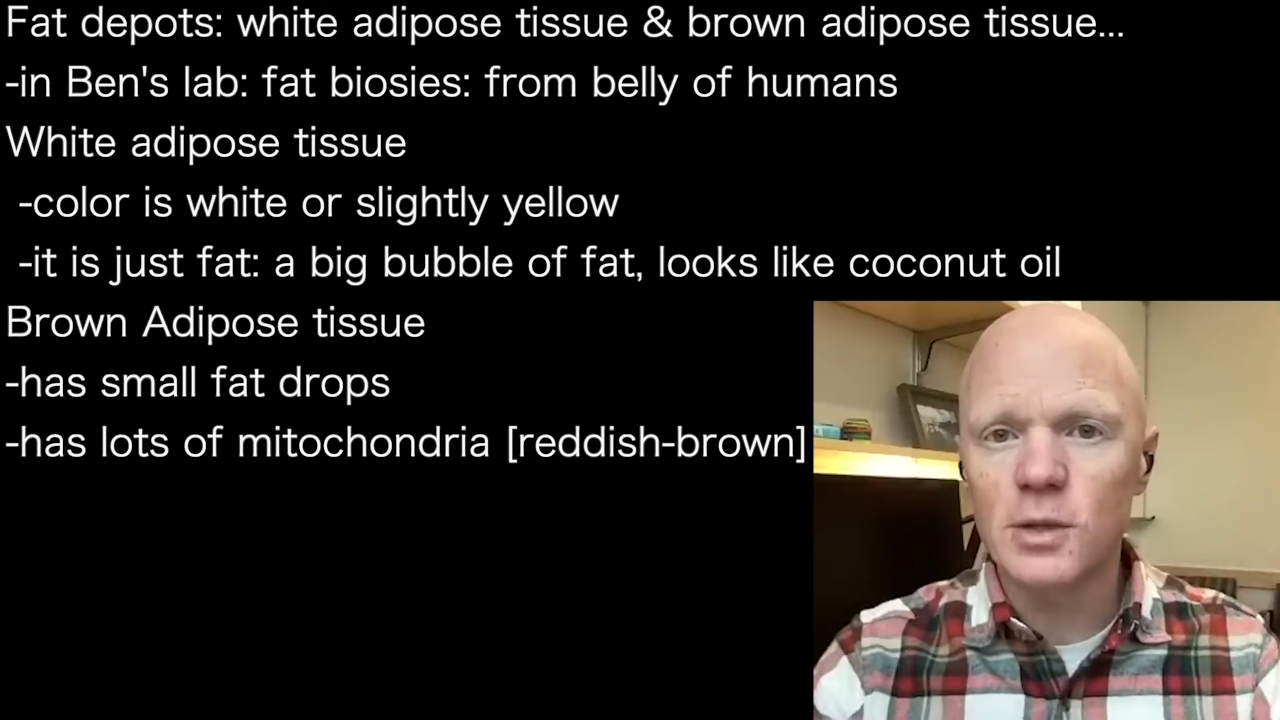 Fat depots: white adipose tissue & brown adipose tissue...
-in Ben's lab: fat biosies: from belly of humans
White adipose tissue
-color is white or slightly yellow
-it is just fat: a big bubble of fat, looks like coconut oil
Brown Adipose tissue
-has small fat drops
-has lots of mitochondria [reddish-brown]